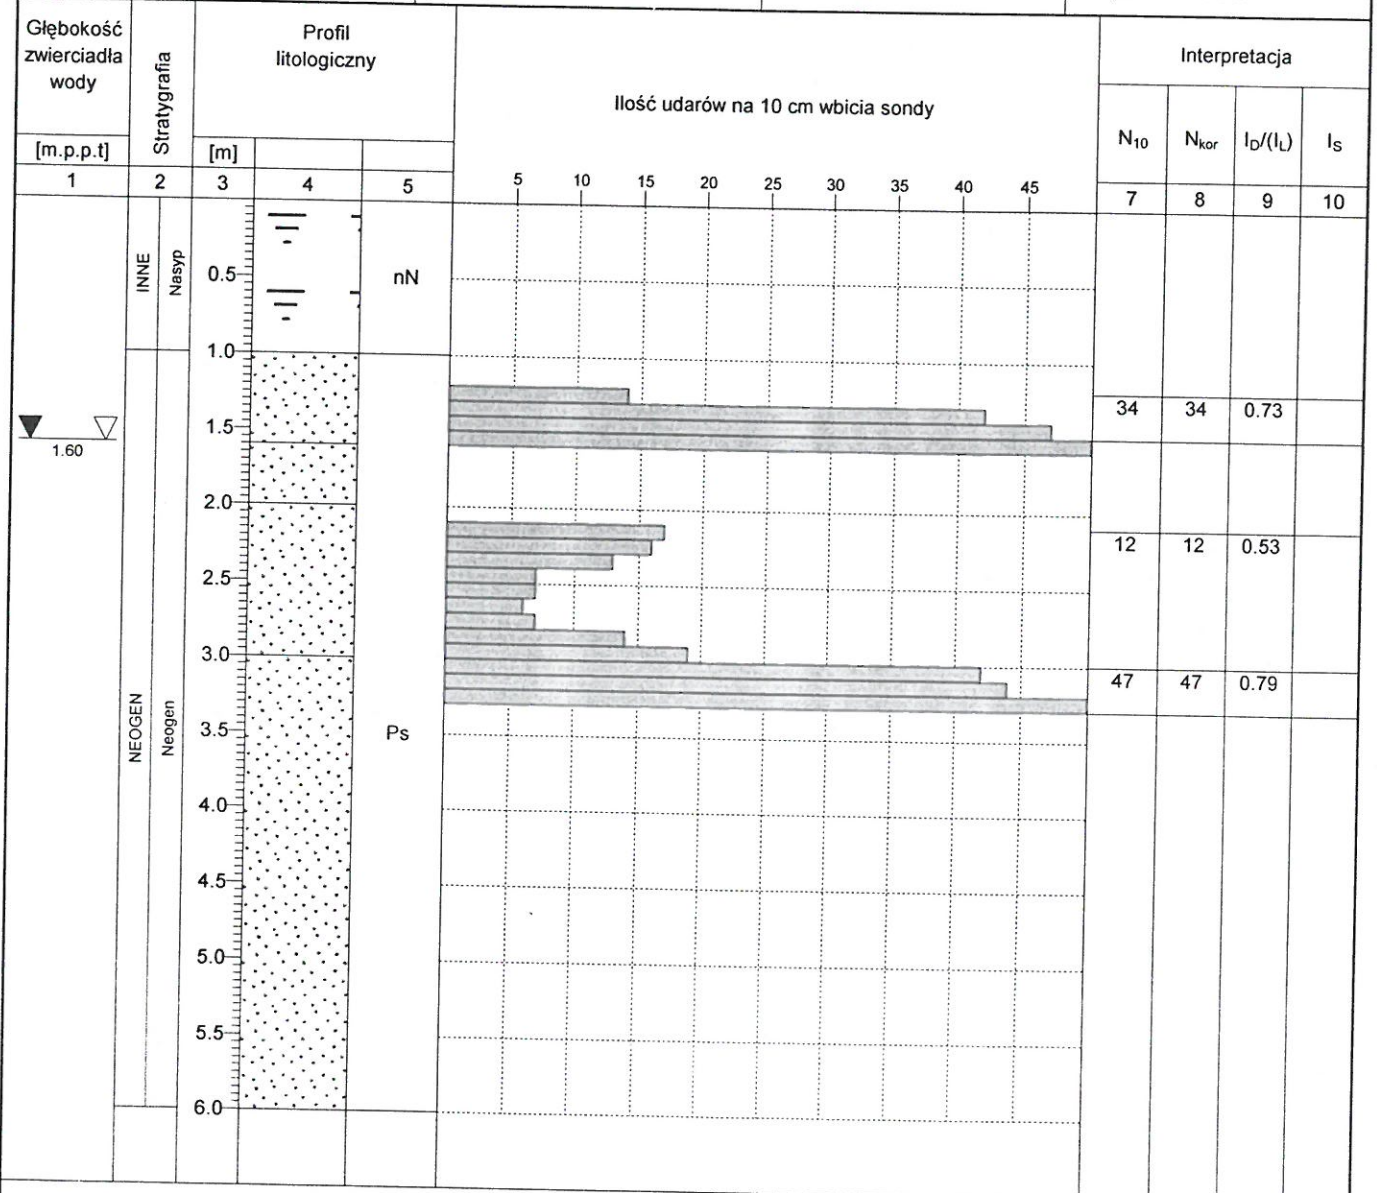 Głębokość
zwierciadła
wody
[m.p.p.t]
1
Stratygrafia
2
Profil
litologiczny
[m]
3
4
5
Ilość udarów na 10 cm wbicia sondy
5 10 15 20 25 30 35 40 45
Interpretacja
N10 Nkor ID/(IL) IS
7 8 9 10
INNE
Nasyp
0.5
nN
1.0
1.5
1.60
34 34 0.73
2.0
12 12 0.53
2.5
3.0
47 47 0.79
NEOGEN
Neogen
3.5
Ps
4.0
4.5
5.0
5.5
6.0